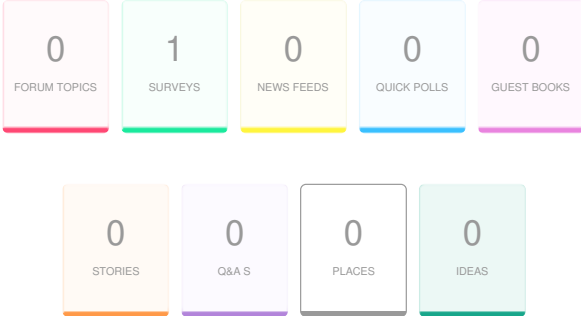 0 1 0 0 0
FORUM TOPICS SURVEYS NEWS FEEDS QUICK POLLS GUEST BOOKS
0 0 0 0
STORIES Q&A S PLACES IDEAS